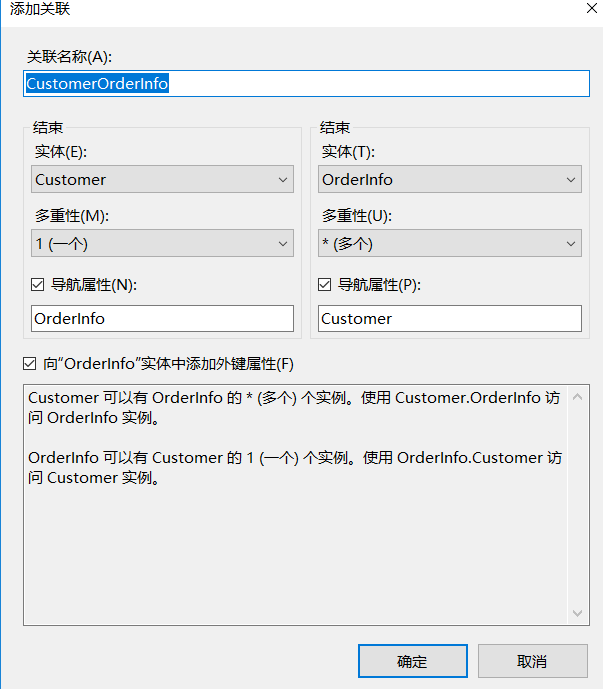 添加关联
关联名称(A):
CustomerOrderInfo
结束
实体(E):
Customer
多重性(M):
1 (一个)
导航属性(N):
OrderInfo
结束
实体(T):
OrderInfo
多重性(U):
* (多个)
导航属性(P):
Customer
向“OrderInfo”实体中添加外键属性(F)
Customer 可以有 OrderInfo 的 * (多个) 个实例。使用 Customer.OrderInfo 访
问 OrderInfo 实例。
OrderInfo 可以有 Customer 的 1 (一个) 个实例。使用 OrderInfo.Customer 访
问 Customer 实例。
确定
取消